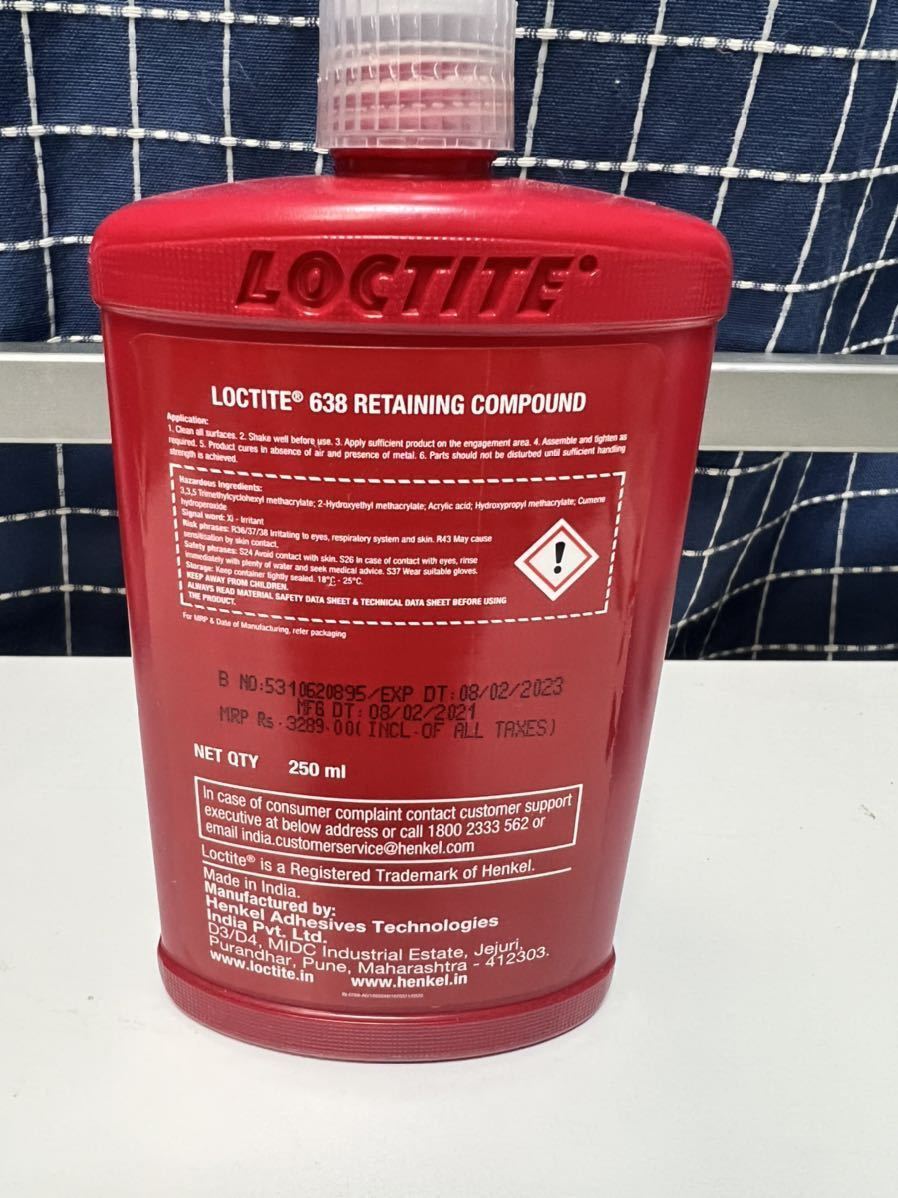 LOCTITE®
LOCTITE® 638 RETAINING COMPOUND
Application:
1. Clean all surfaces. 2. Shake well before use. 3. Apply sufficient product on the engagement area. 4. Assemble and tighten as
required. 5. Product cures in absence of air and presence of metal. 6. Parts should not be disturbed until sufficient handling
strength is achieved.
Hazardous Ingredients:
3,3,5 Trimethylcyclohexyl methacrylate; 2-Hydroxyethyl methacrylate; Acrylic acid; Hydroxypropyl methacrylate; Cumene
hydroperoxide
Signal word: Xi - Irritant
Risk phrases: R36/37/38 Irritating to eyes, respiratory system and skin. R43 May cause
sensitisation by skin contact.
Safety phrases: S24 Avoid contact with skin. S26 In case of contact with eyes, rinse
immediately with plenty of water and seek medical advice. S37 Wear suitable gloves.
Storage: Keep container tightly sealed. 18°C - 25°C.
KEEP AWAY FROM CHILDREN.
ALWAYS READ MATERIAL SAFETY DATA SHEET & TECHNICAL DATA SHEET BEFORE USING
THE PRODUCT.
For MRP & Date of Manufacturing, refer packaging
B NO:5310620895/EXP DT:08/02/2023
MFG DT:08/02/2021
MRP Rs.3289.00(INCL.OF ALL TAXES)
NET QTY 250 ml
In case of consumer complaint contact customer support
executive at below address or call 1800 2333 562 or
email india.customerservice@henkel.com
Loctite® is a Registered Trademark of Henkel.
Made in India.
Manufactured by:
Henkel Adhesives Technologies
India Pvt. Ltd.
D3/D4, MIDC Industrial Estate, Jejuri,
Purandhar, Pune, Maharashtra - 412303.
www.loctite.in www.henkel.in